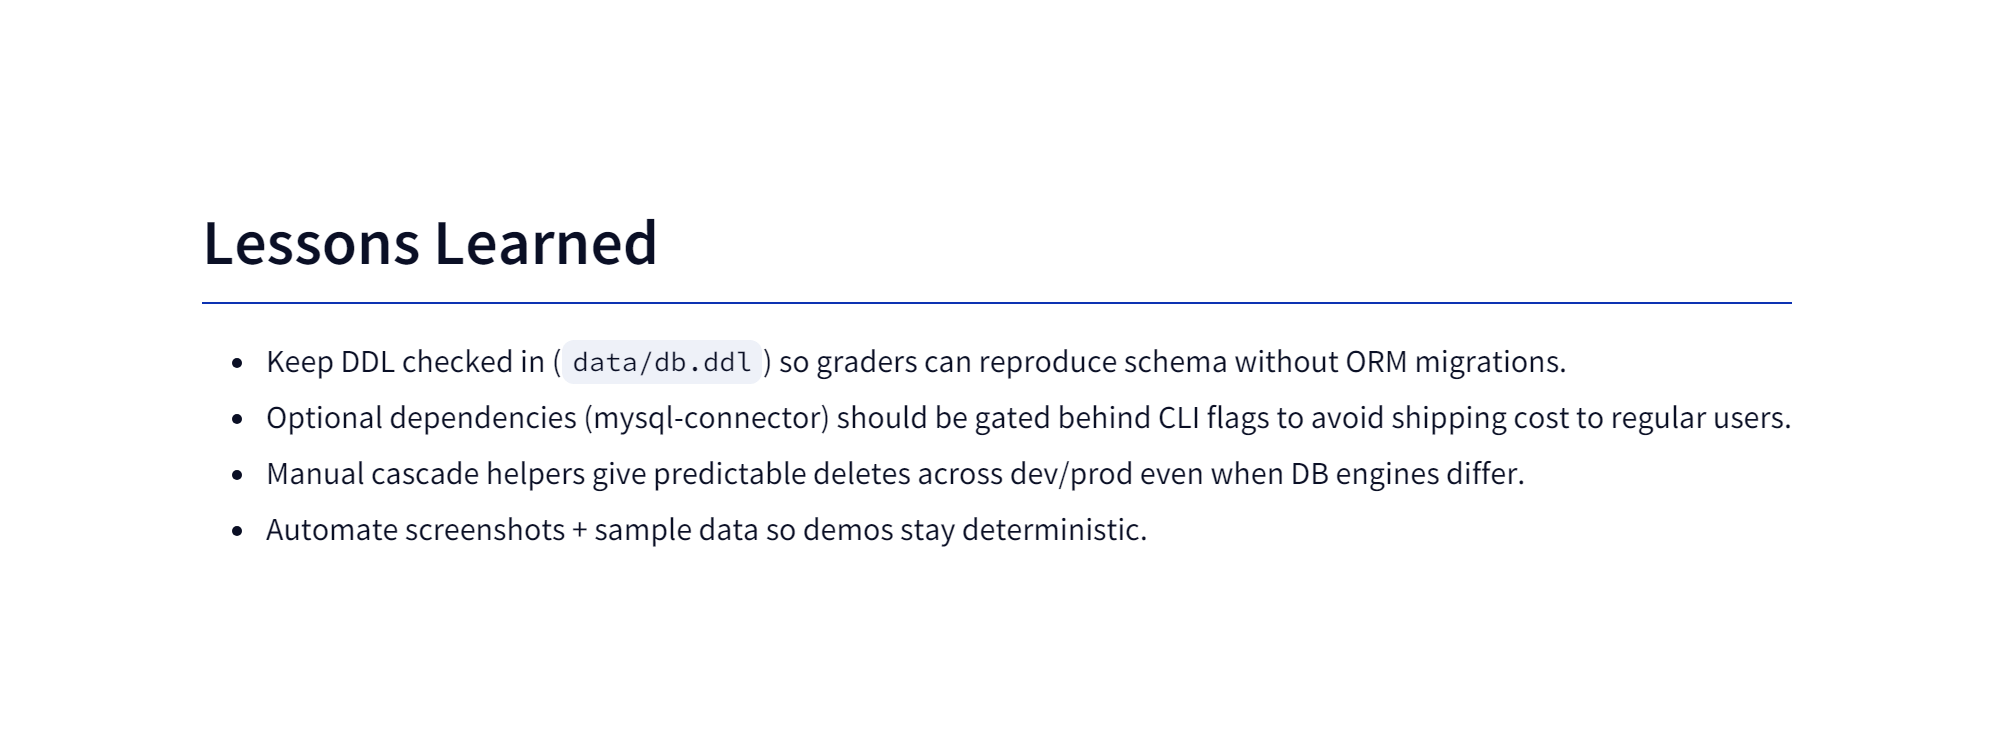 Lessons Learned
• Keep DDL checked in (data/db.ddl) so graders can reproduce schema without ORM migrations.
• Optional dependencies (mysql-connector) should be gated behind CLI flags to avoid shipping cost to regular users.
• Manual cascade helpers give predictable deletes across dev/prod even when DB engines differ.
• Automate screenshots + sample data so demos stay deterministic.